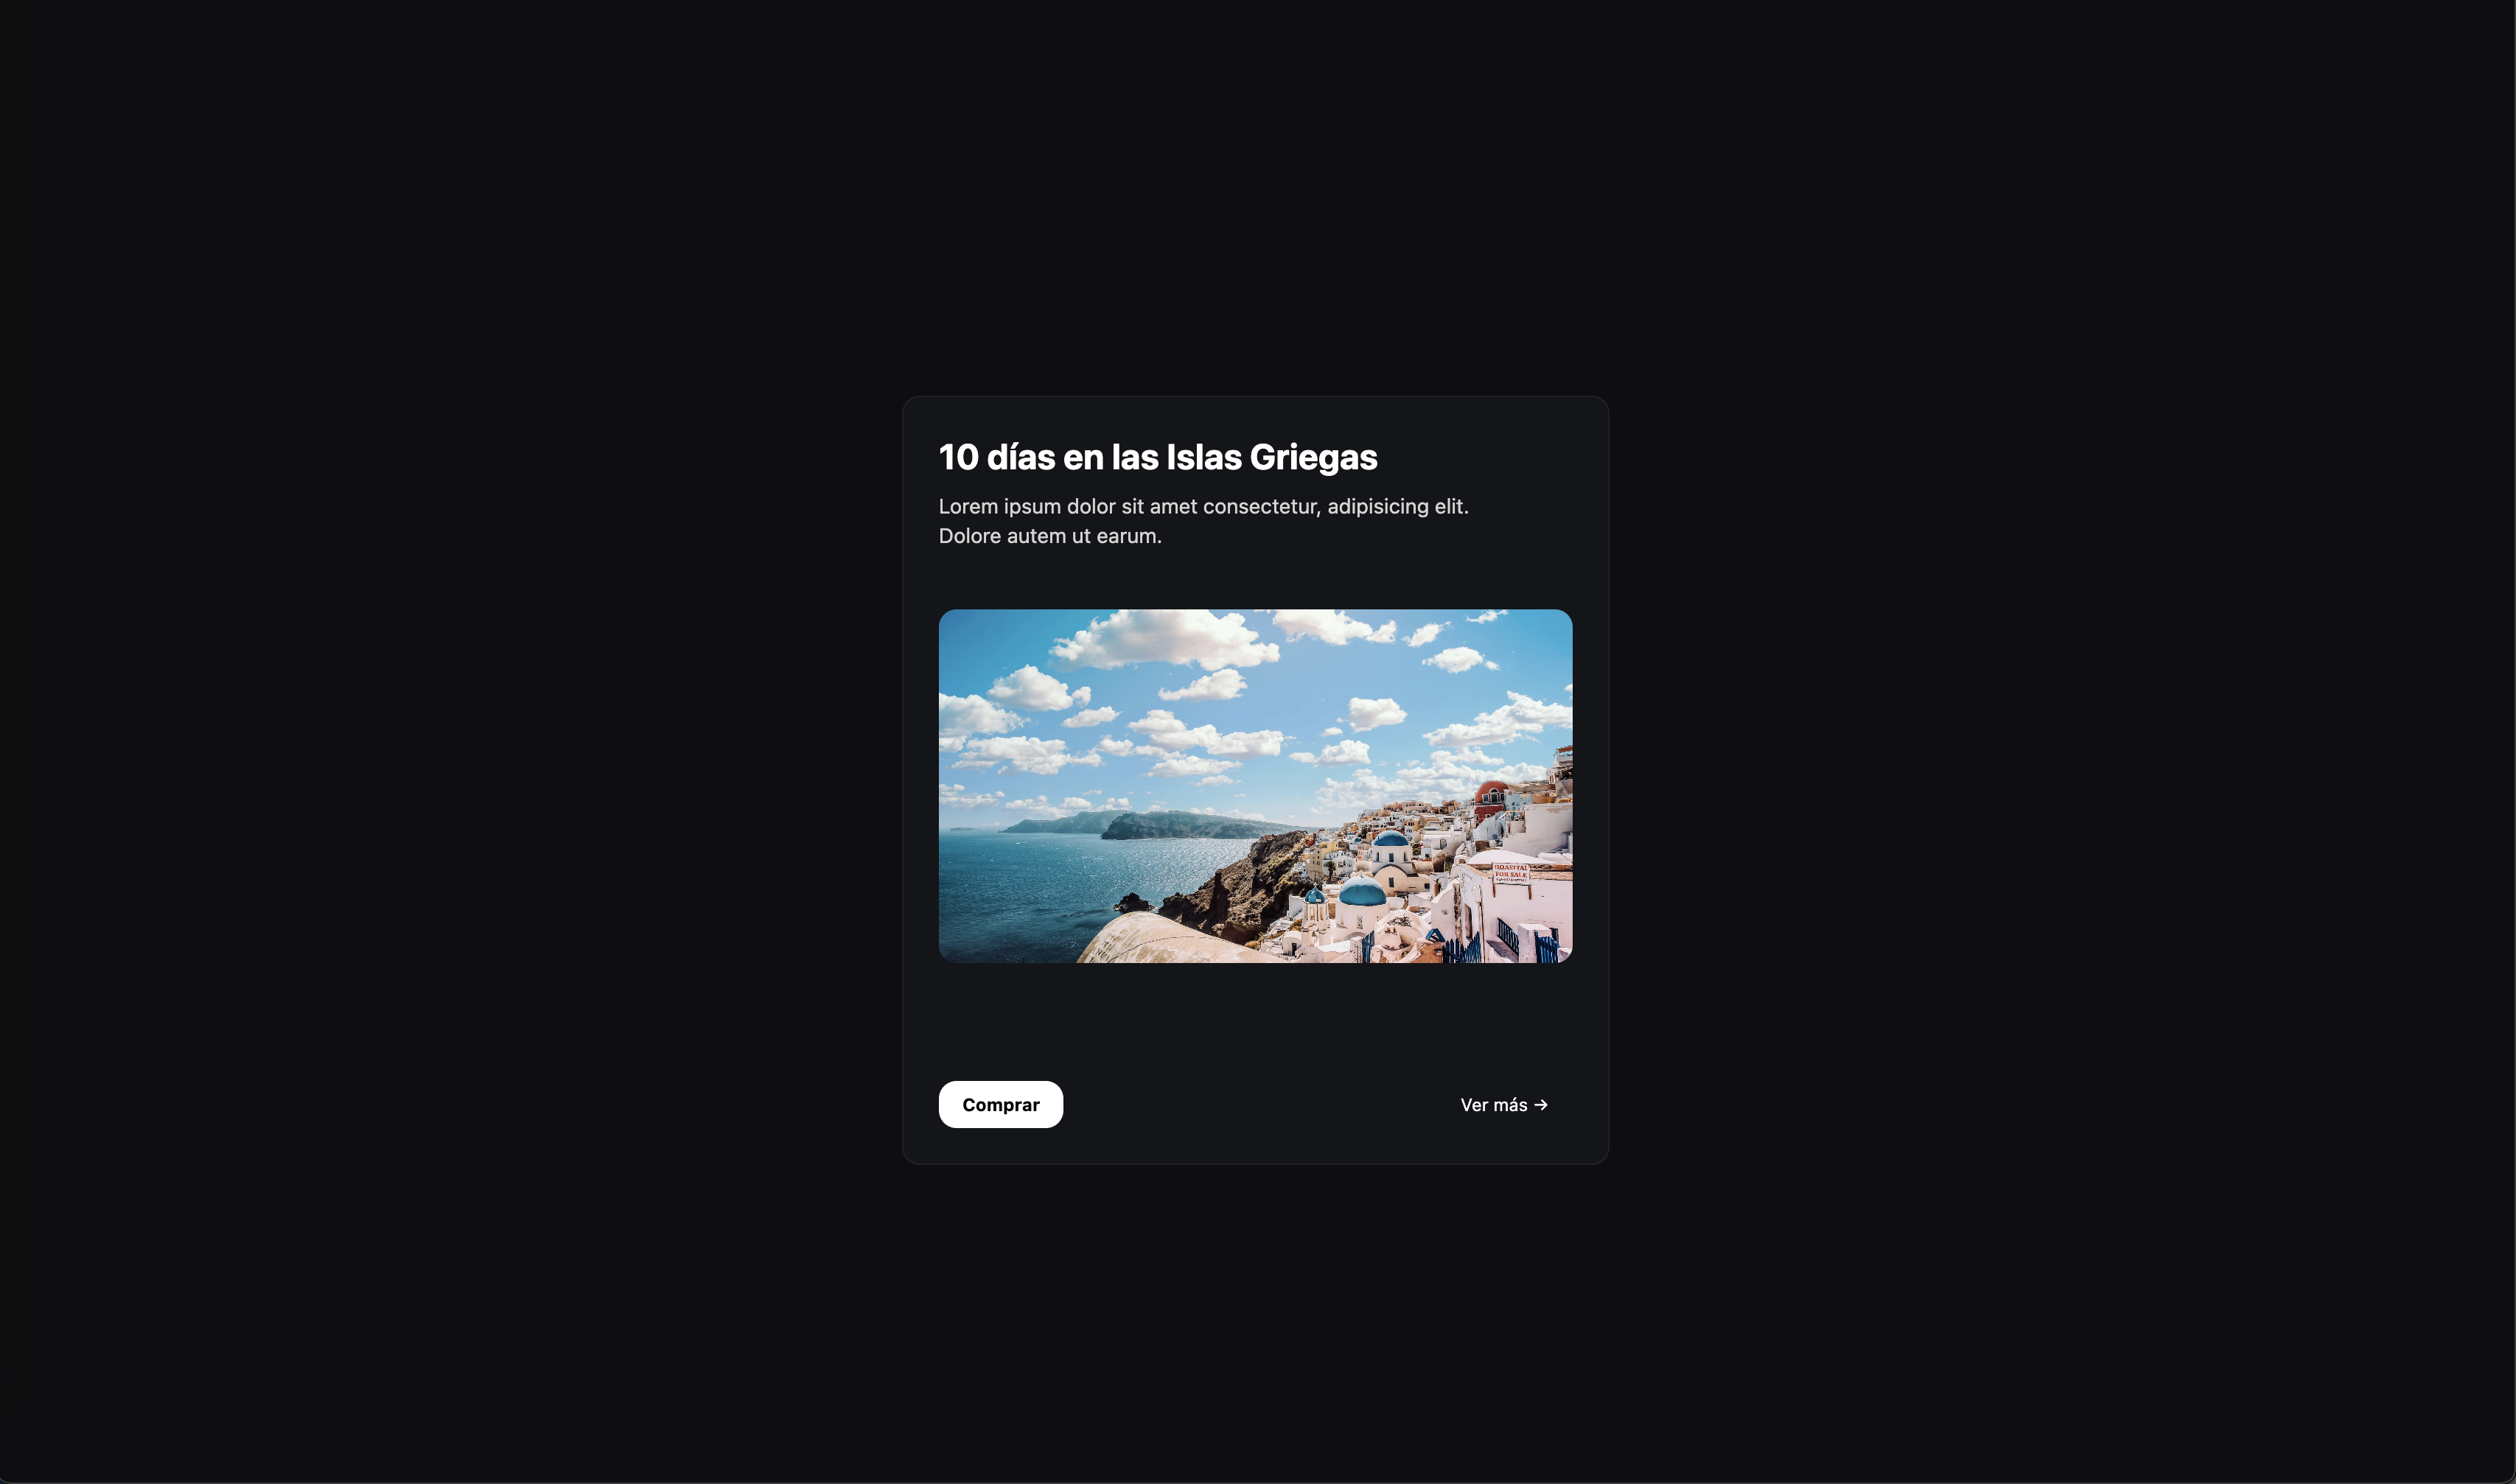 10 días en las Islas Griegas
Lorem ipsum dolor sit amet consectetur, adipisicing elit.
Dolore autem ut earum.
FOR SALE
Comprar
Ver más →